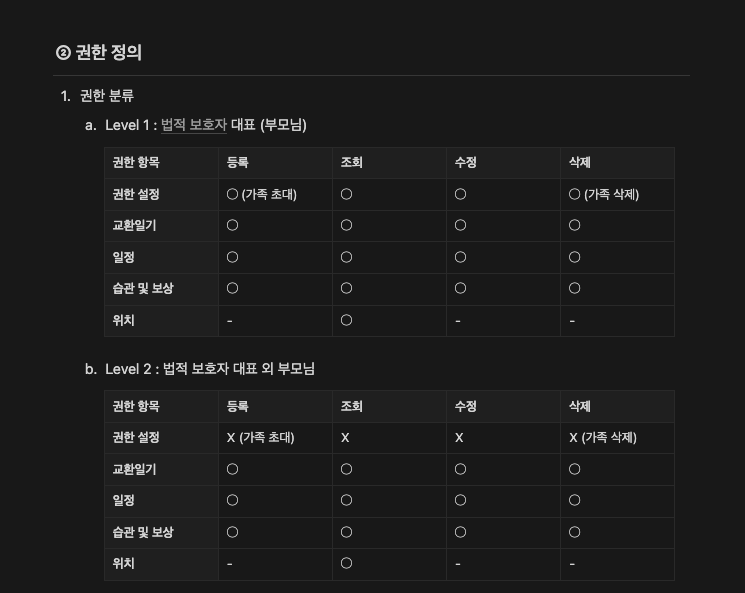 ② 권한 정의
1. 권한 분류
a. Level 1 : 법적 보호자 대표 (부모님)
권한 항목 등록 조회 수정 삭제
권한 설정 ○ (가족 초대) ○ ○ ○ (가족 삭제)
교환일기 ○ ○ ○ ○
일정 ○ ○ ○ ○
습관 및 보상 ○ ○ ○ ○
위치 - ○ - -
b. Level 2 : 법적 보호자 대표 외 부모님
권한 항목 등록 조회 수정 삭제
권한 설정 X (가족 초대) X X X (가족 삭제)
교환일기 ○ ○ ○ ○
일정 ○ ○ ○ ○
습관 및 보상 ○ ○ ○ ○
위치 - ○ - -